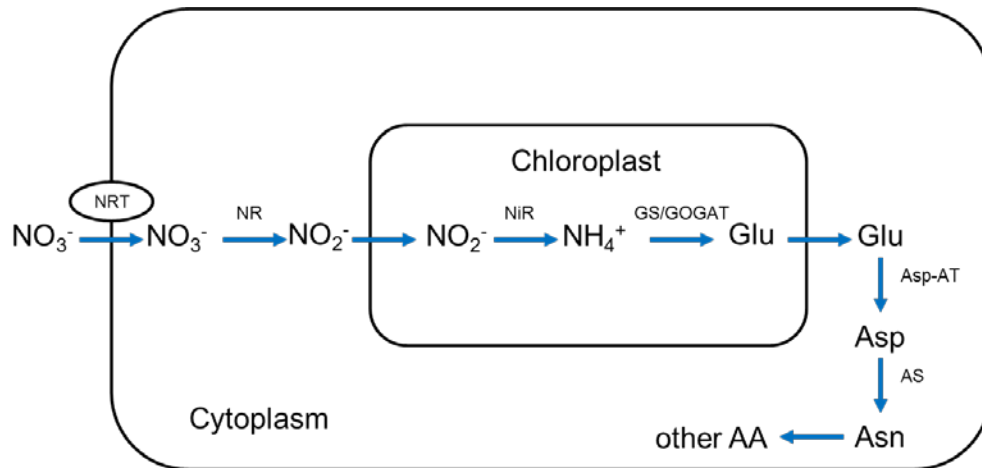 Chloroplast
NRT
NR
NiR
GS/GOGAT
NO₃⁻
NO₃⁻
NO₂⁻
NO₂⁻
NH₄⁺
Glu
Glu
Asp-AT
Asp
AS
Cytoplasm
other AA
Asn